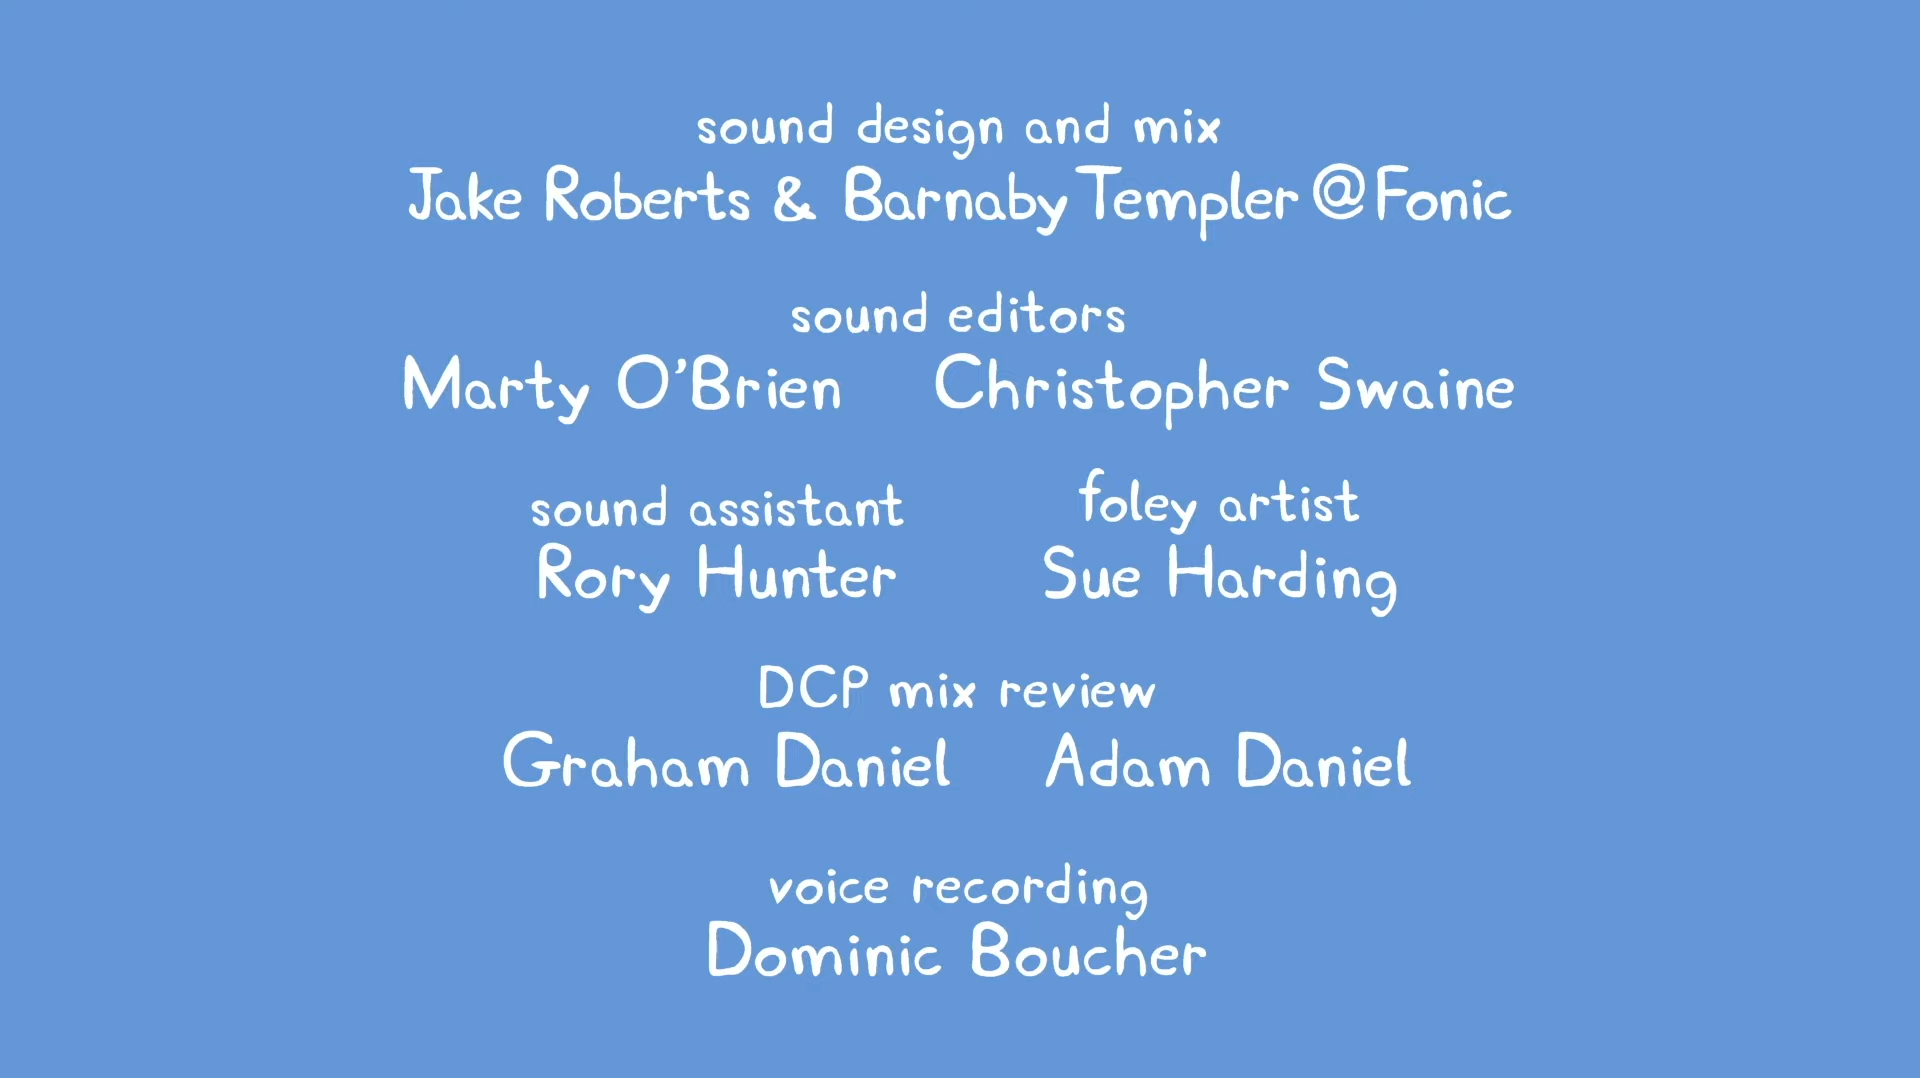 sound design and mix
Jake Roberts & Barnaby Templer @ Fonic
sound editors
Marty O'Brien Christopher Swaine
sound assistant foley artist
Rory Hunter Sue Harding
DCP mix review
Graham Daniel Adam Daniel
voice recording
Dominic Boucher